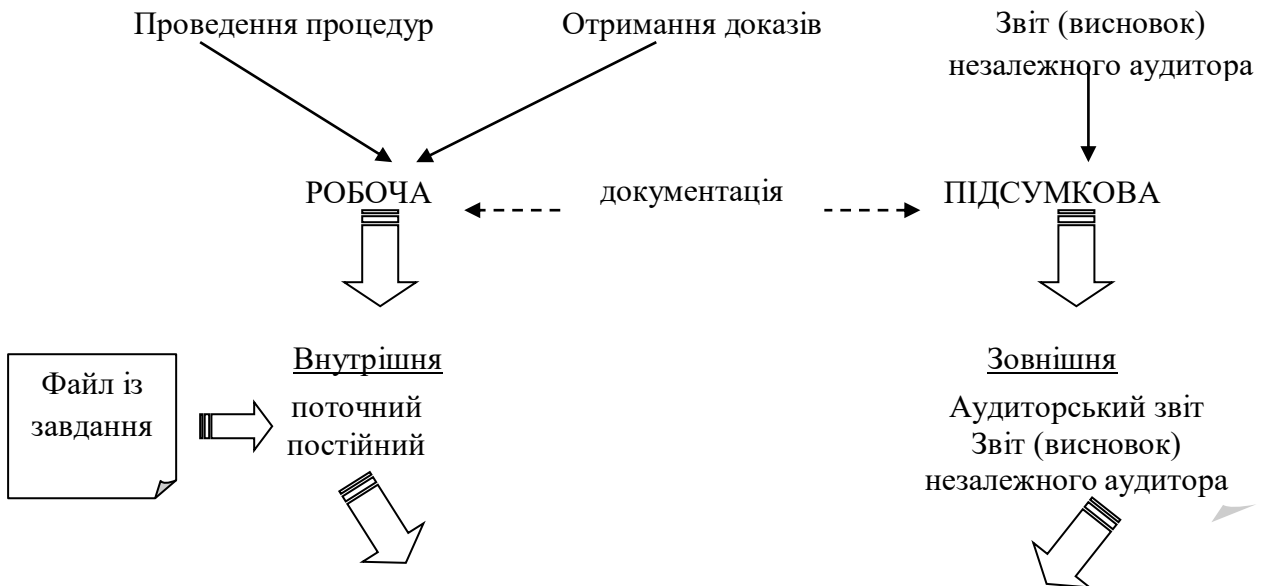 Проведення процедур
Отримання доказів
Звіт (висновок)
незалежного аудитора
РОБОЧА
документація
ПІДСУМКОВА
Файл із
завдання
Внутрішня
поточний
постійний
Зовнішня
Аудиторський звіт
Звіт (висновок)
незалежного аудитора